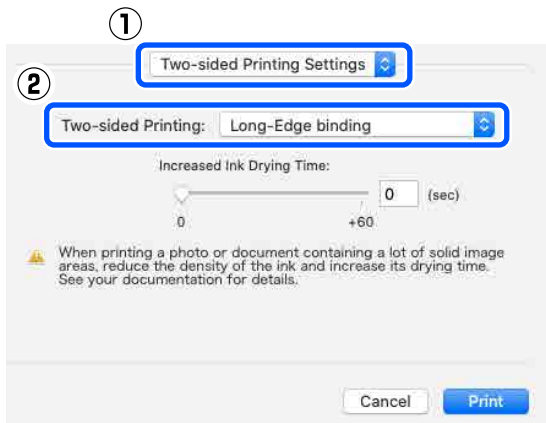 ①
Two-sided Printing Settings
②
Two-sided Printing: Long-Edge binding
Increased Ink Drying Time:
0 (sec)
0 +60
When printing a photo or document containing a lot of solid image
areas, reduce the density of the ink and increase its drying time.
See your documentation for details.
Cancel Print